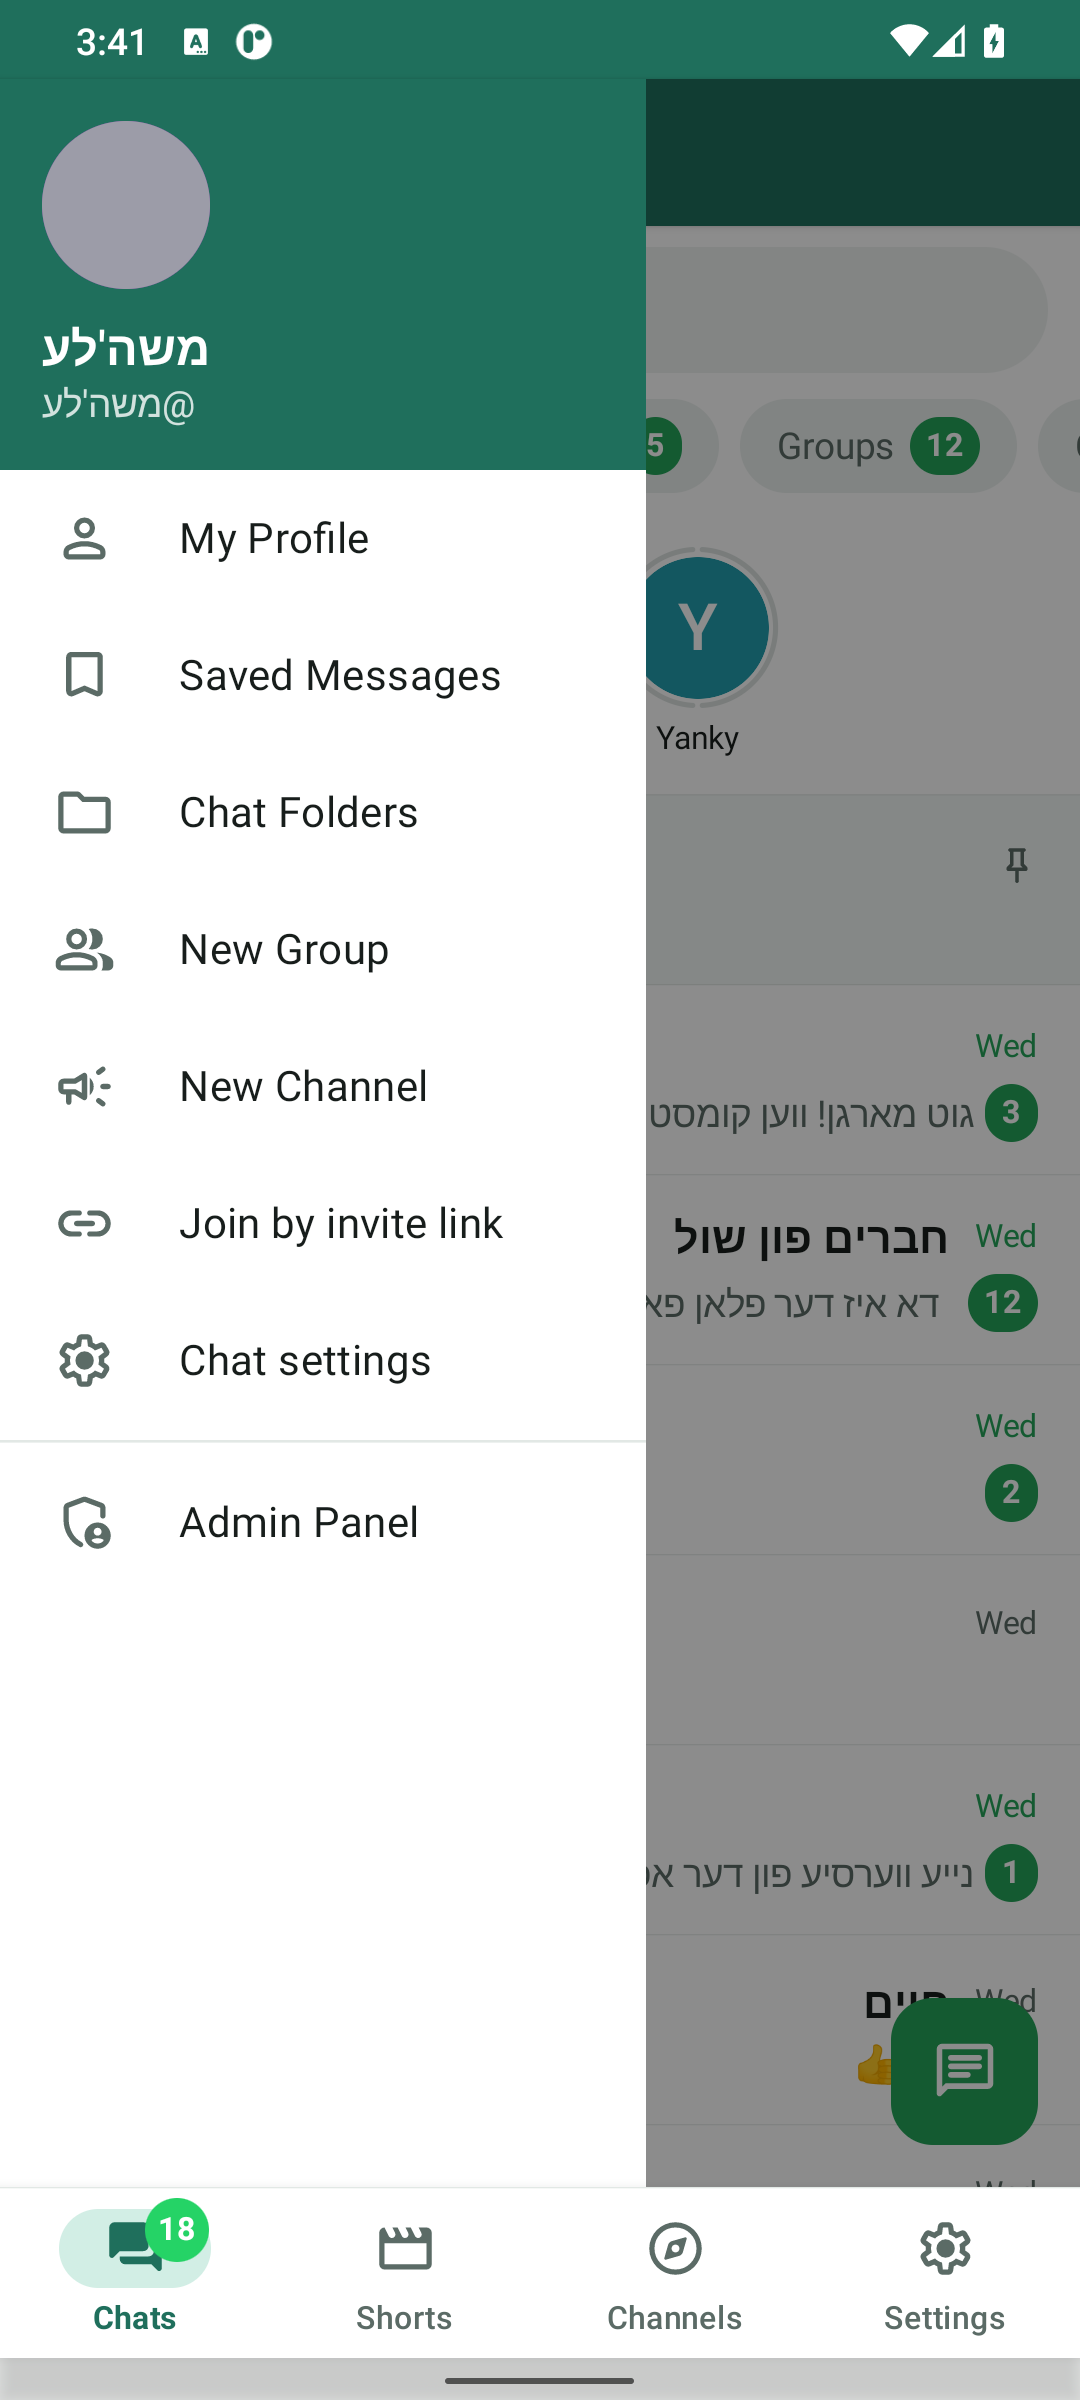 3:41
משה'לע
@משה'לע
My Profile
Saved Messages
Chat Folders
New Group
New Channel
Join by invite link
Chat settings
Admin Panel
5
Groups 12
Y
Yanky
Wed
גוט מארגן! ווען קומסט
3
חברים פון שול
Wed
דא איז דער פלאן
12
Wed
2
Wed
Wed
נייע ווערסיע פון דער
1
Wed
18
Chats
Shorts
Channels
Settings